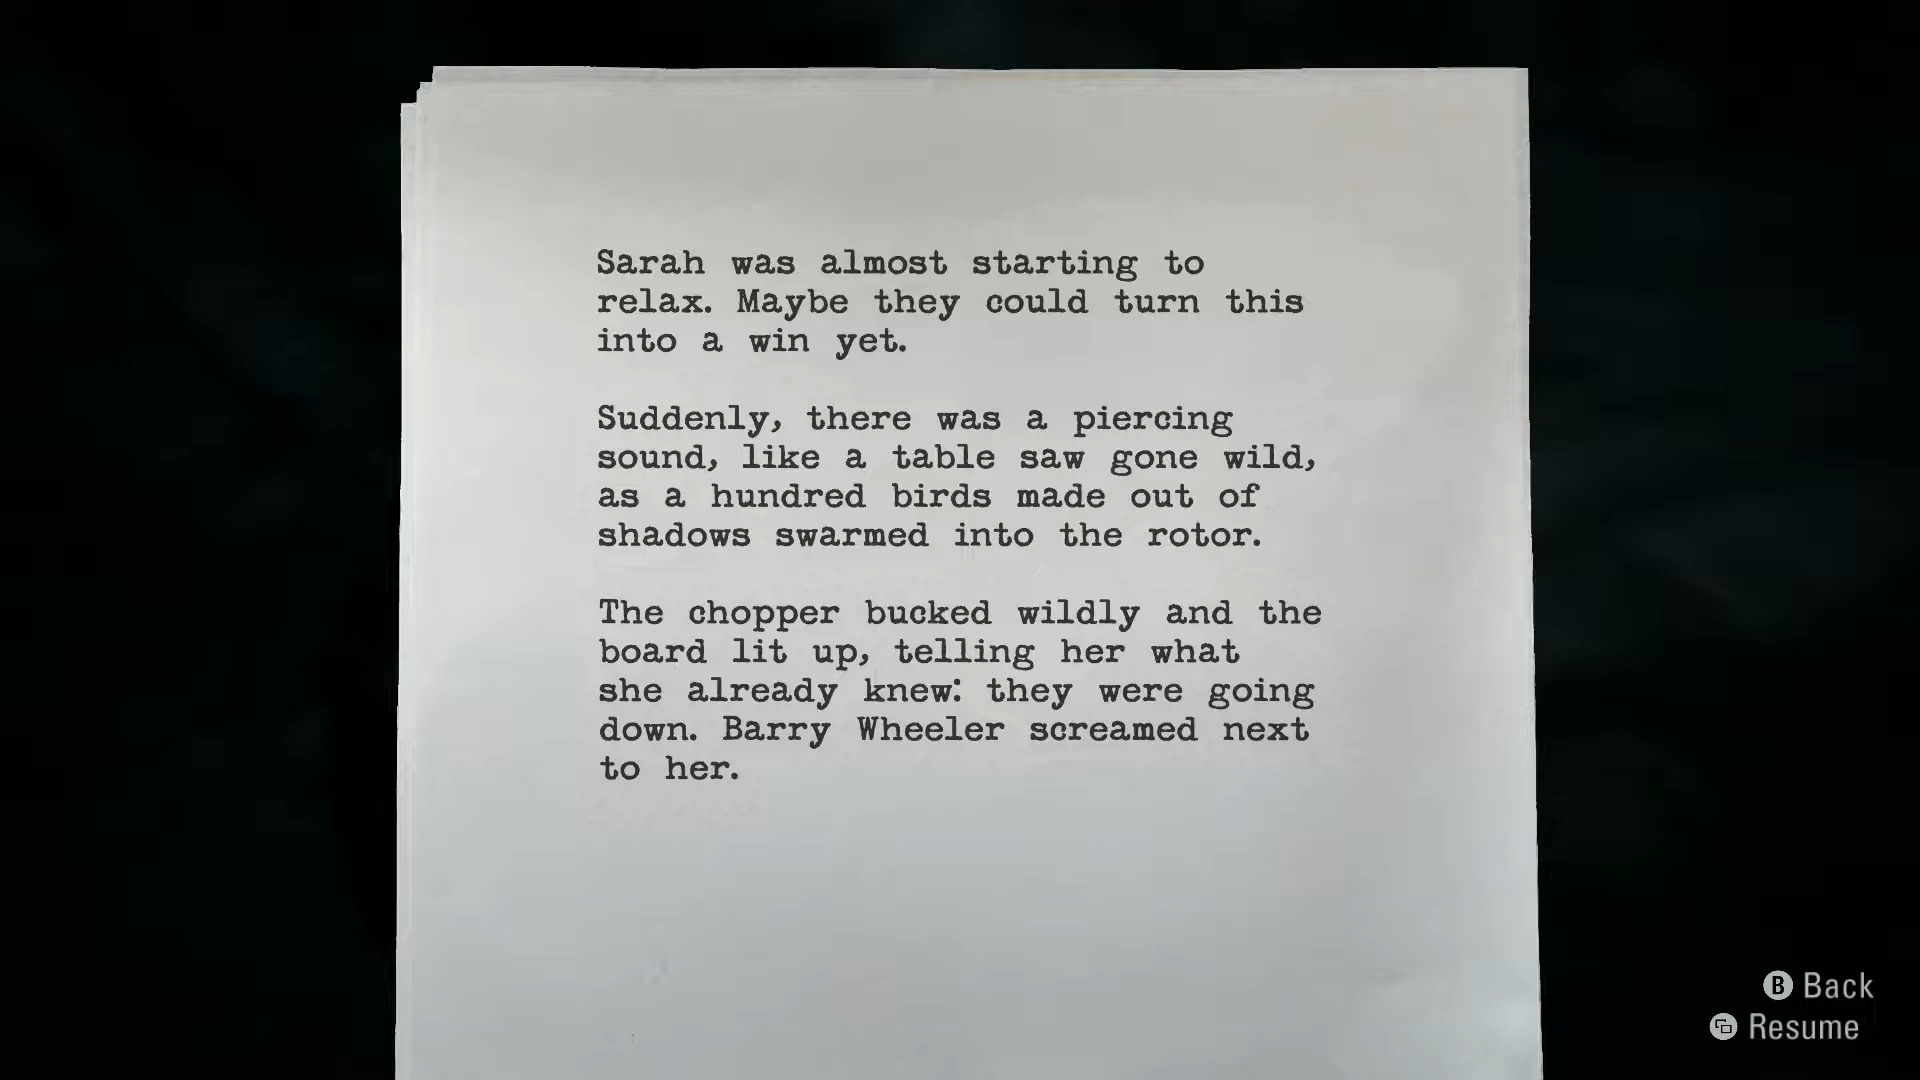 Sarah was almost starting to
relax. Maybe they could turn this
into a win yet.
Suddenly, there was a piercing
sound, like a table saw gone wild,
as a hundred birds made out of
shadows swarmed into the rotor.
The chopper bucked wildly and the
board lit up, telling her what
she already knew: they were going
down. Barry Wheeler screamed next
to her.
B Back
Resume